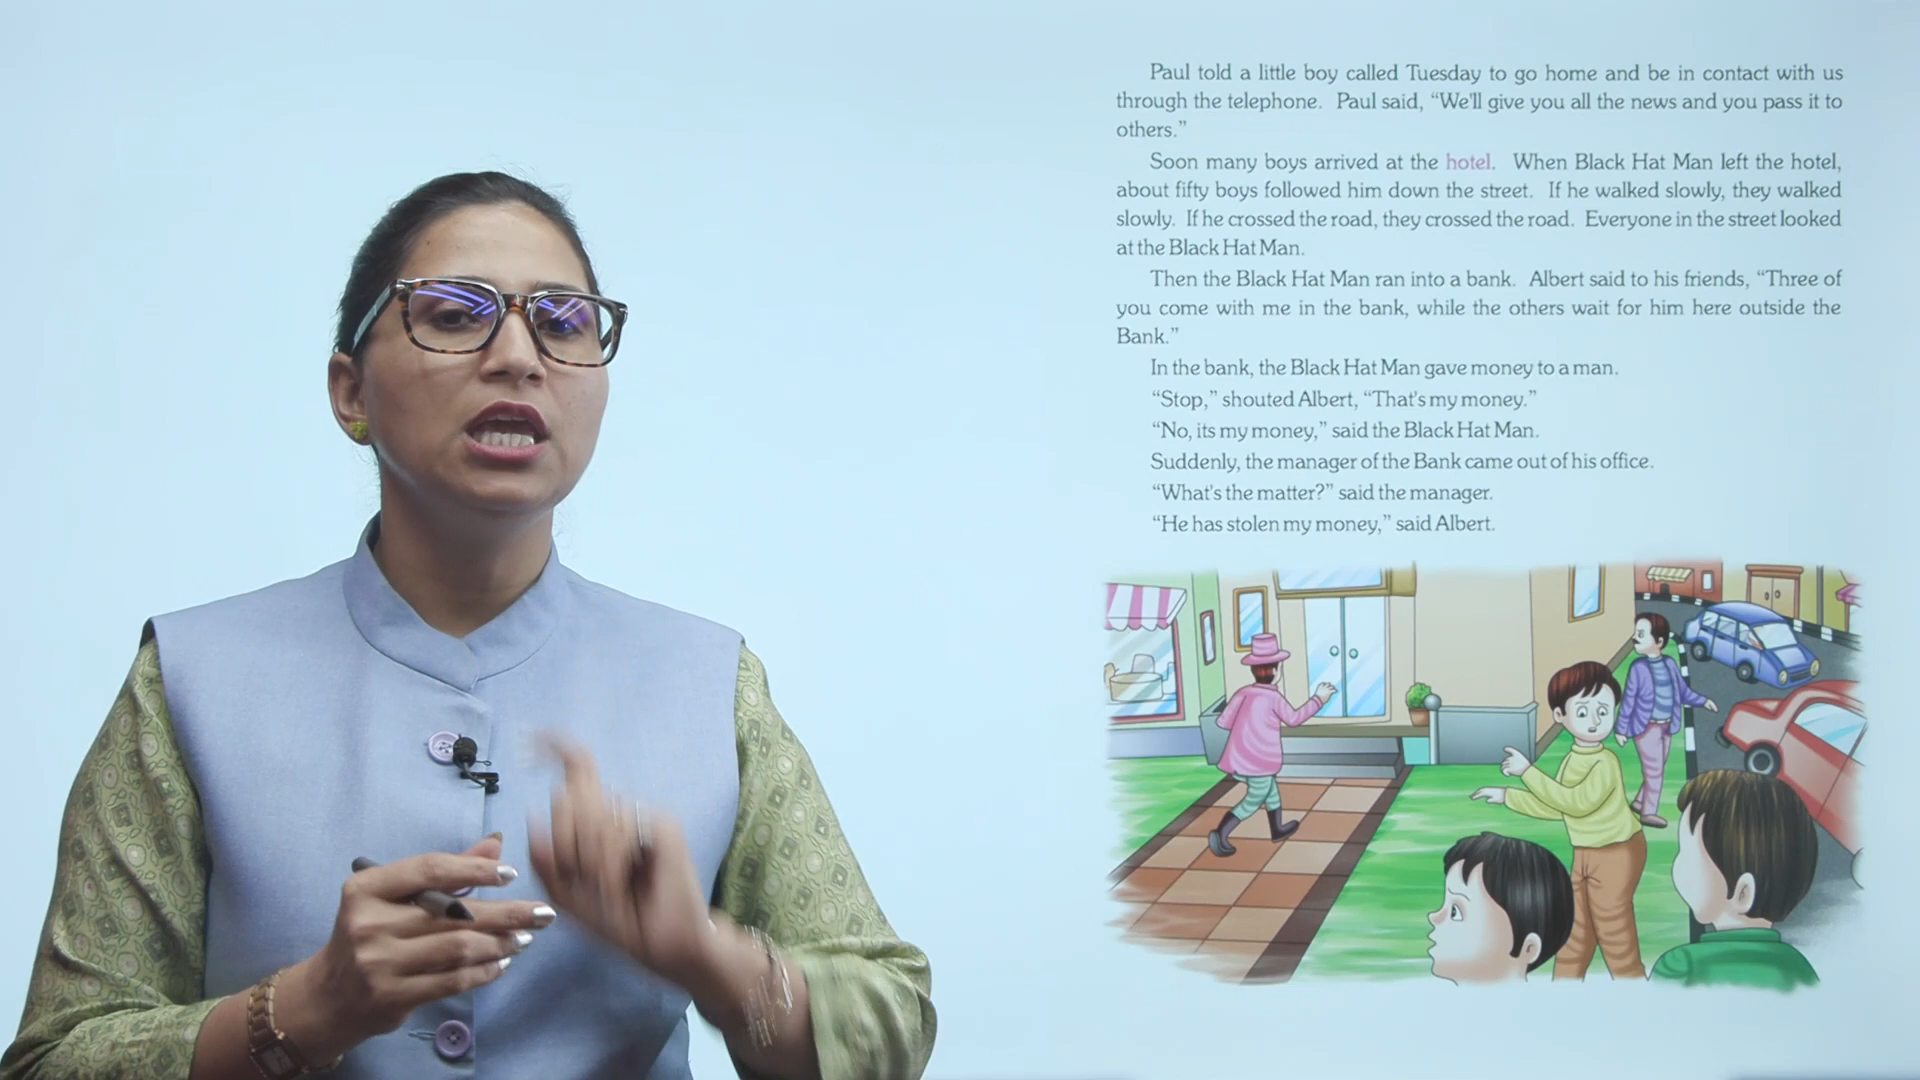 Paul told a little boy called Tuesday to go home and be in contact with us
through the telephone. Paul said, “We'll give you all the news and you pass it to
others.”
Soon many boys arrived at the hotel. When Black Hat Man left the hotel,
about fifty boys followed him down the street. If he walked slowly, they walked
slowly. If he crossed the road, they crossed the road. Everyone in the street looked
at the Black Hat Man.
Then the Black Hat Man ran into a bank. Albert said to his friends, “Three of
you come with me in the bank, while the others wait for him here outside the
Bank.”
In the bank, the Black Hat Man gave money to a man.
“Stop,” shouted Albert, “That's my money.”
“No, its my money,” said the Black Hat Man.
Suddenly, the manager of the Bank came out of his office.
“What's the matter?” said the manager.
“He has stolen my money,” said Albert.